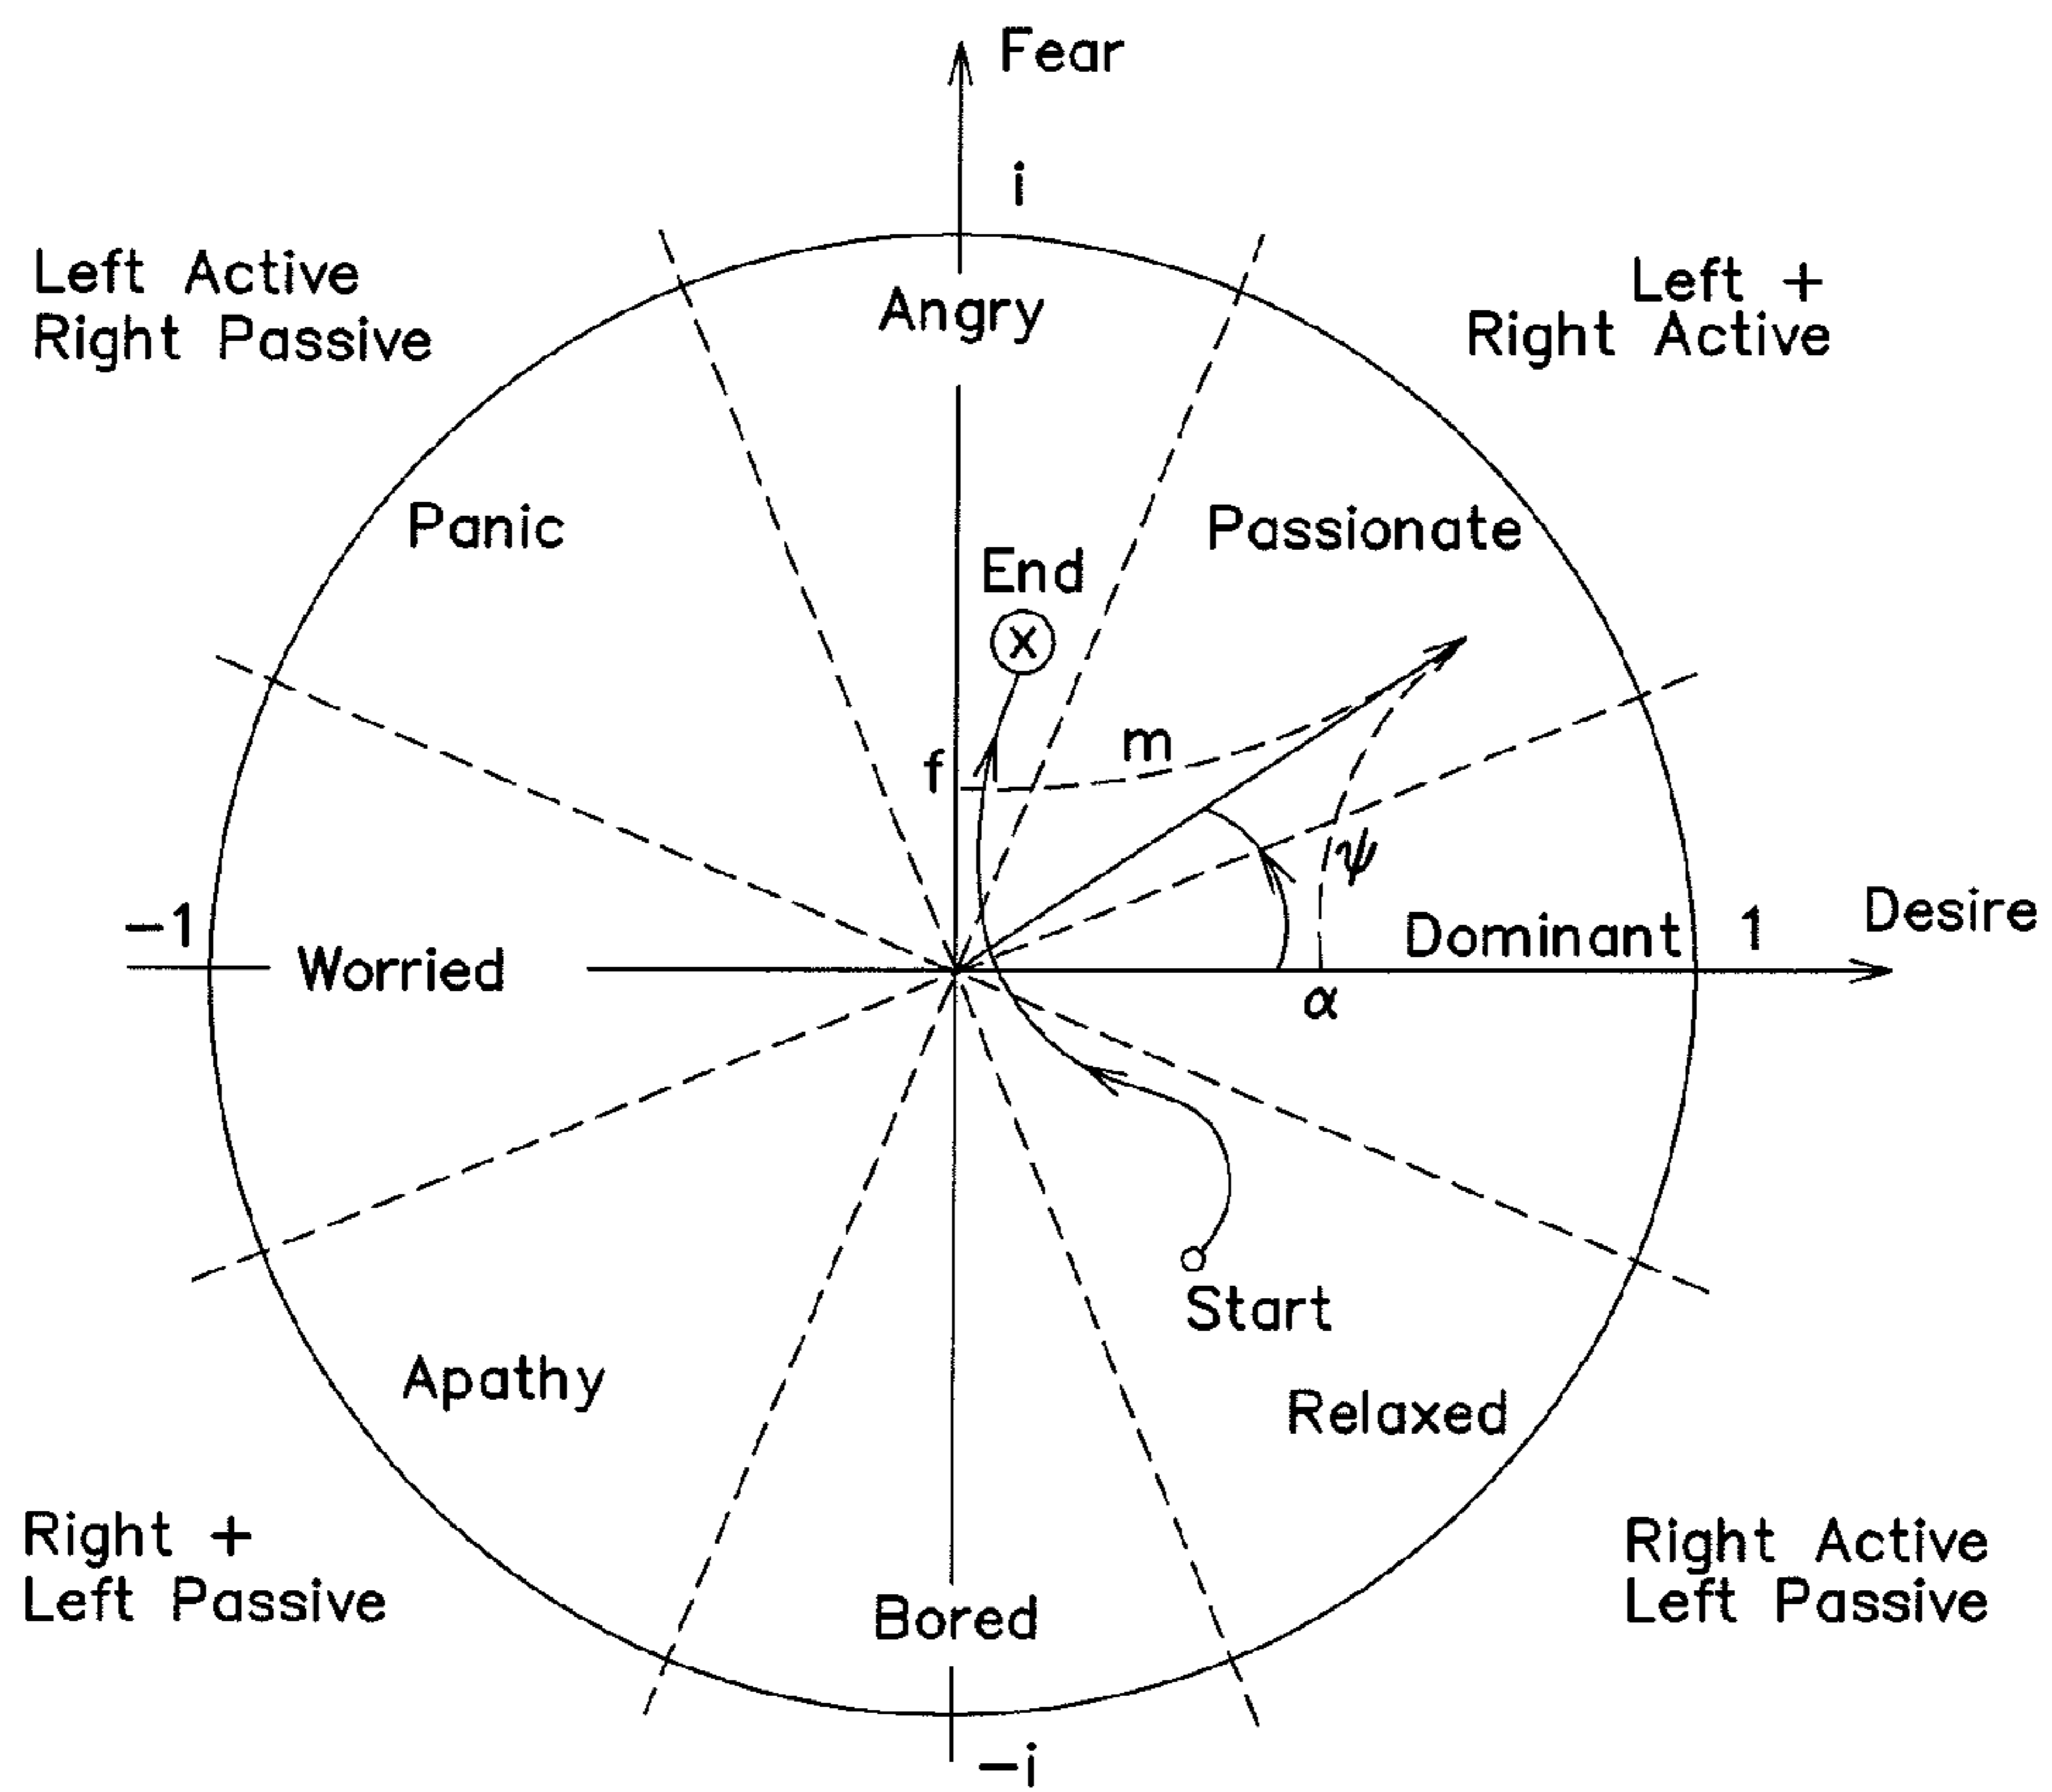 Fear
i
Left Active
Right Passive
Left +
Right Active
Angry
Panic
Passionate
End
x
m
f
ψ
-1
Worried
Dominant
1
Desire
α
Start
Apathy
Relaxed
Right +
Left Passive
Right Active
Left Passive
Bored
-i